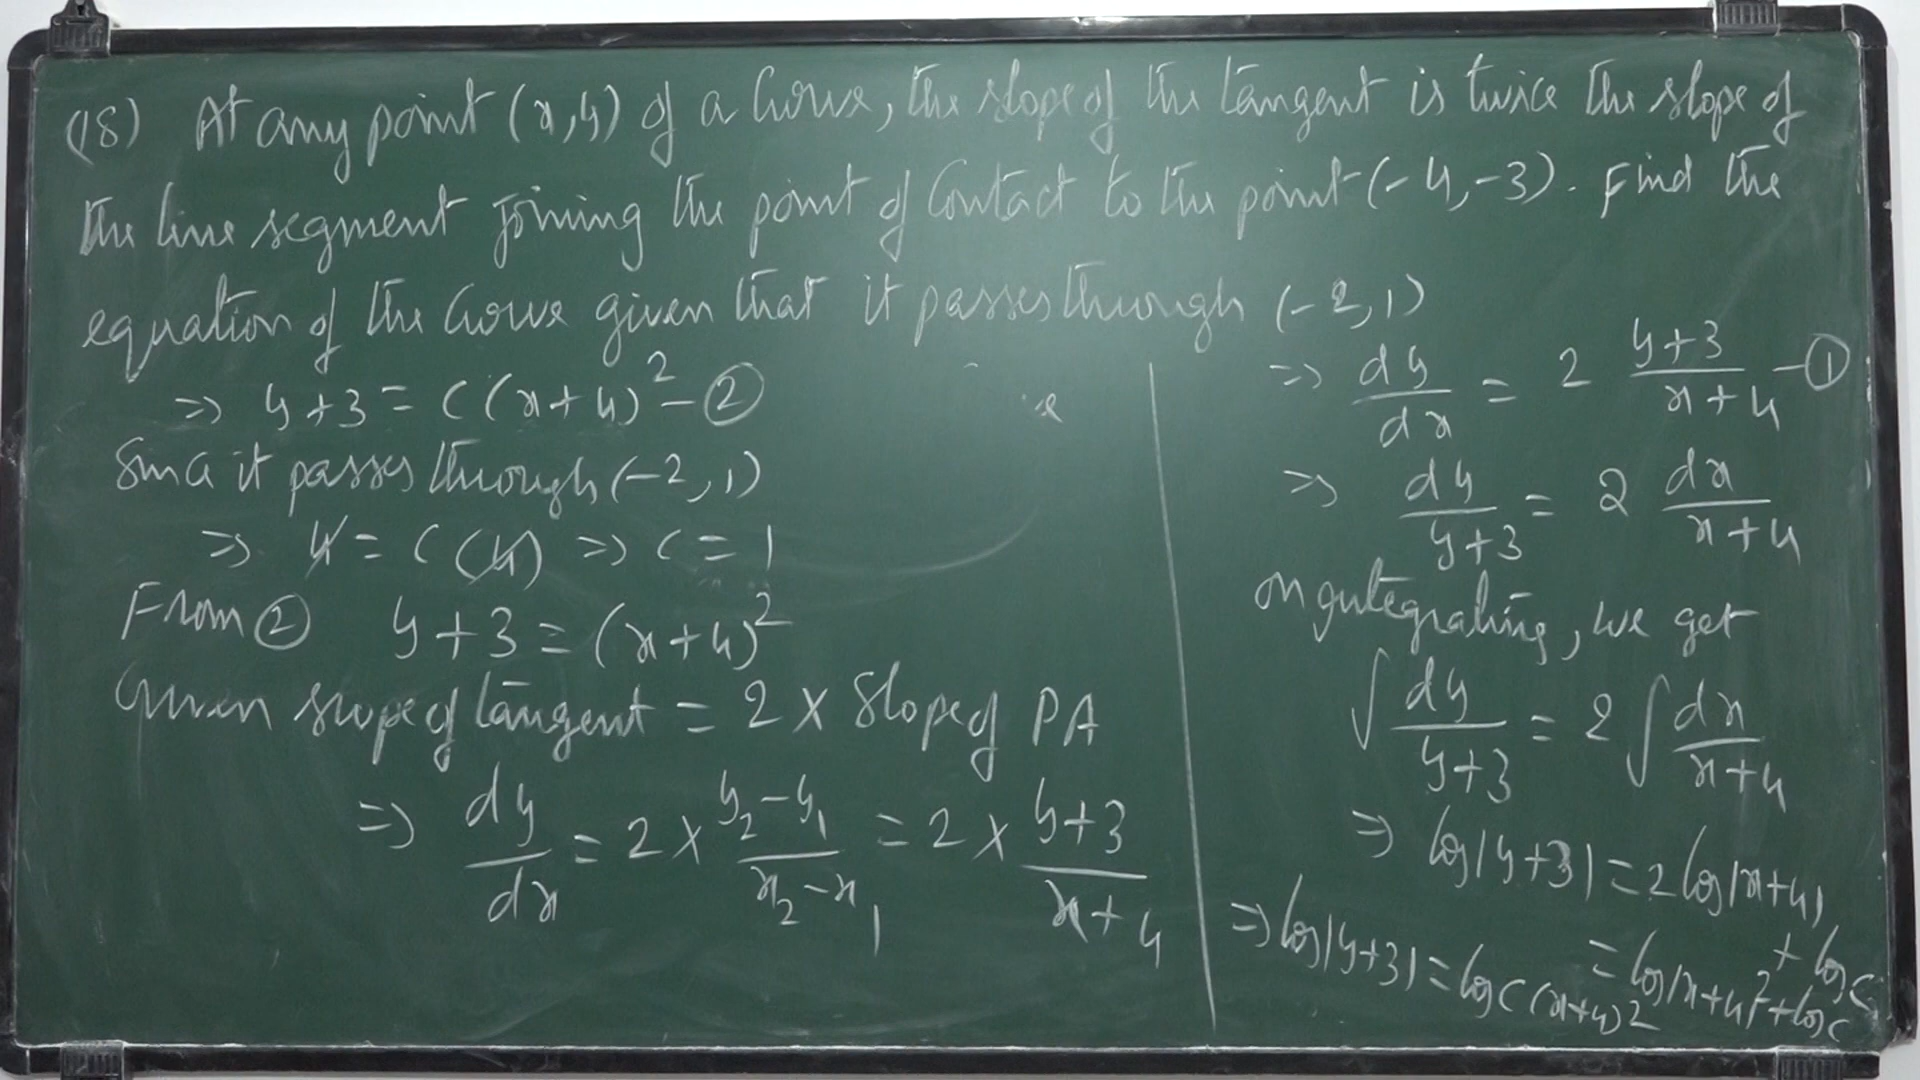 (18) At any point (x,y) of a Curve, the slope of the tangent is twice the slope of
the line segment joining the point of Contact to the point (-4,-3). Find the
equation of the Curve given that it passes through (-2,1)
⇒ y+3 = C(x+4)² - ②
Since it passes through (-2,1)
⇒ 4 = C(4) ⇒ C = 1
From ② y+3 = (x+4)²
Given slope of tangent = 2 × Slope of PA
⇒ dy/dx = 2 × (y₂-y₁)/(x₂-x₁) = 2 × (y+3)/(x+4)
⇒ dy/dx = 2 (y+3)/(x+4) - ①
⇒ dy/(y+3) = 2 dx/(x+4)
on integrating, we get
∫ dy/(y+3) = 2 ∫ dx/(x+4)
⇒ log|y+3| = 2 log|x+4|
+ log C
= log|x+4|² + log C
⇒ log|y+3| = log C (x+4)2